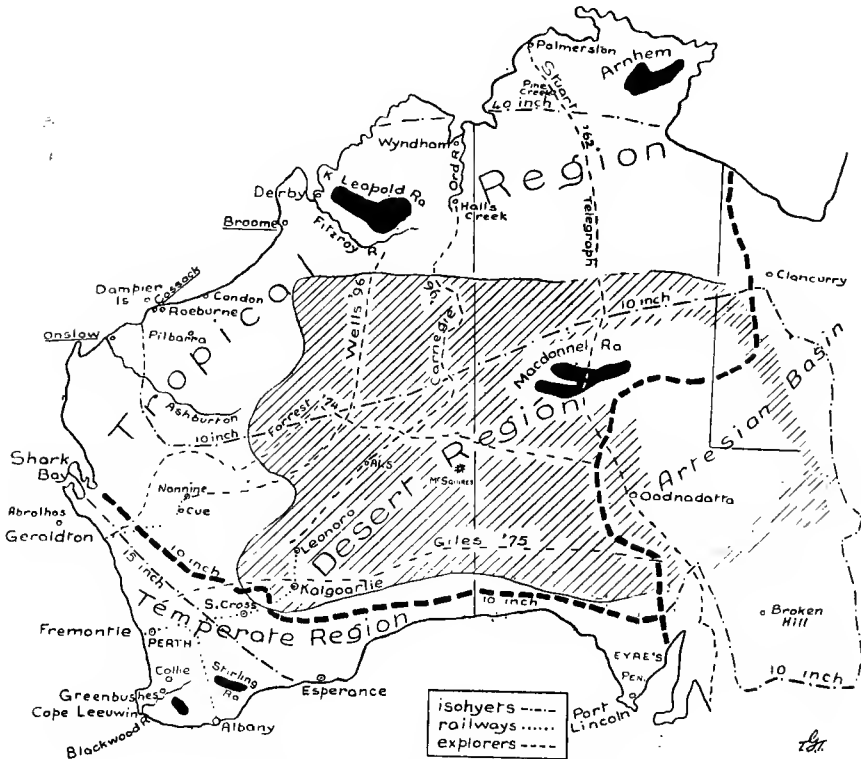 Palmerston
Arnhem
Pine
Creek
Stuart '62
40 inch
Wyndham
Ord R.
Region
K
Leopold Ra
Derby
Halls
Creek
Telegraph
Broome
Fitzroy R
Cloncurry
Dampier
Is
Cossack
Condon
Roeburne
Wells '96
'96
Carnegie
10 inch
Onslow
Pilbarra
Tropical
Macdonnel Ra
Artesian Basin
Ashburton
10 inch
Forrest '74
Shark
Bay
Nannine
Cue
Mt Squires
Desert Region
Oodnadatta
Abrolhos
Geraldton
Leonora
Giles '75
10 inch
15 inch
Kalgoorlie
S. Cross
10 inch
Temperate Region
Broken
Hill
Fremantle
PERTH
EYRE'S
PEN.
Collie
Stirling
Ra
10 inch
Greenbushes
Esperance
Cape Leeuwin
Port
Lincoln
Blackwood R
Albany
isohyets
railways
explorers